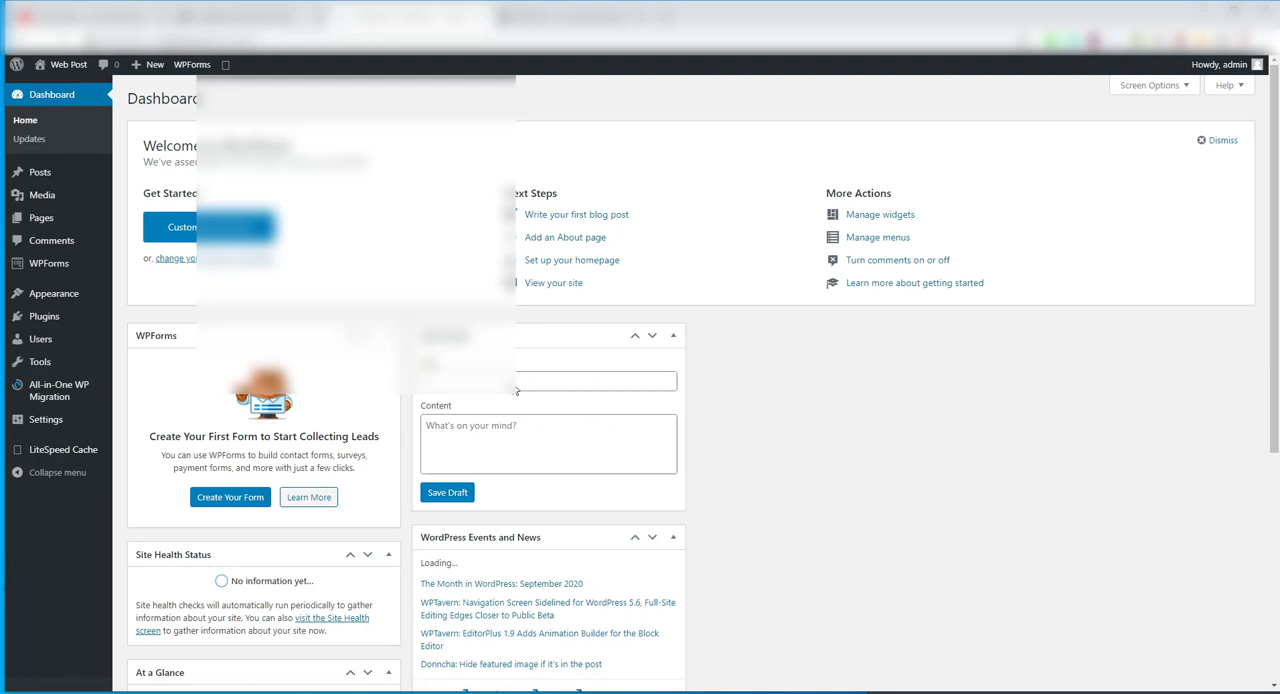 Web Post
0
New
WPForms
Howdy, admin
Dashboard
Home
Updates
Posts
Media
Pages
Comments
WPForms
Appearance
Plugins
Users
Tools
All-in-One WP
Migration
Settings
LiteSpeed Cache
Collapse menu
Dashboard
Screen Options
Help
Dismiss
Welcome
We've asse
Get Started
Custom
or, change yo
ext Steps
Write your first blog post
Add an About page
Set up your homepage
View your site
More Actions
Manage widgets
Manage menus
Turn comments on or off
Learn more about getting started
WPForms
Create Your First Form to Start Collecting Leads
You can use WPForms to build contact forms, surveys,
payment forms, and more with just a few clicks.
Create Your Form
Learn More
Site Health Status
No information yet...
Site health checks will automatically run periodically to gather
information about your site. You can also visit the Site Health
screen to gather information about your site now.
At a Glance
Content
What's on your mind?
Save Draft
WordPress Events and News
Loading...
The Month in WordPress: September 2020
WPTavern: Navigation Screen Sidelined for WordPress 5.6, Full-Site
Editing Edges Closer to Public Beta
WPTavern: EditorPlus 1.9 Adds Animation Builder for the Block
Editor
Donncha: Hide featured image if it's in the post